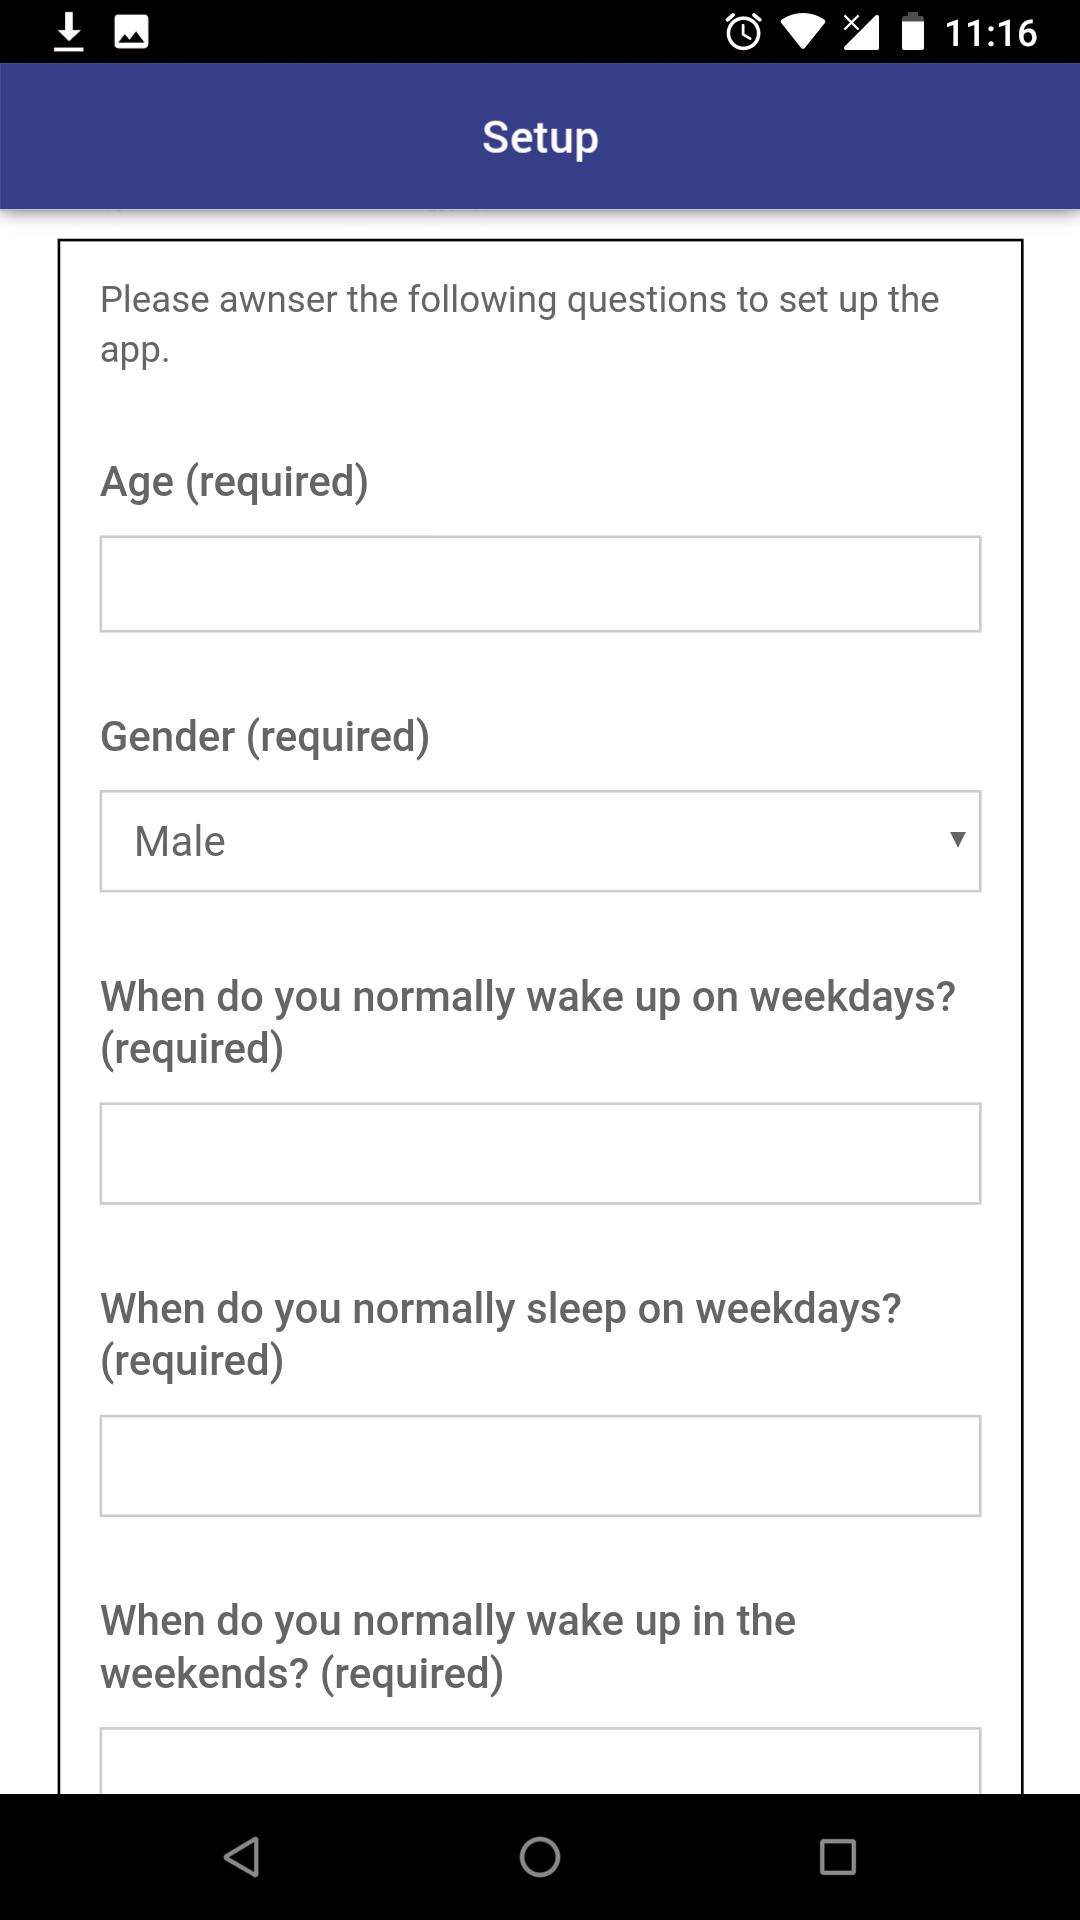 11:16
Setup
Please awnser the following questions to set up the
app.
Age (required)
Gender (required)
Male
When do you normally wake up on weekdays?
(required)
When do you normally sleep on weekdays?
(required)
When do you normally wake up in the
weekends? (required)